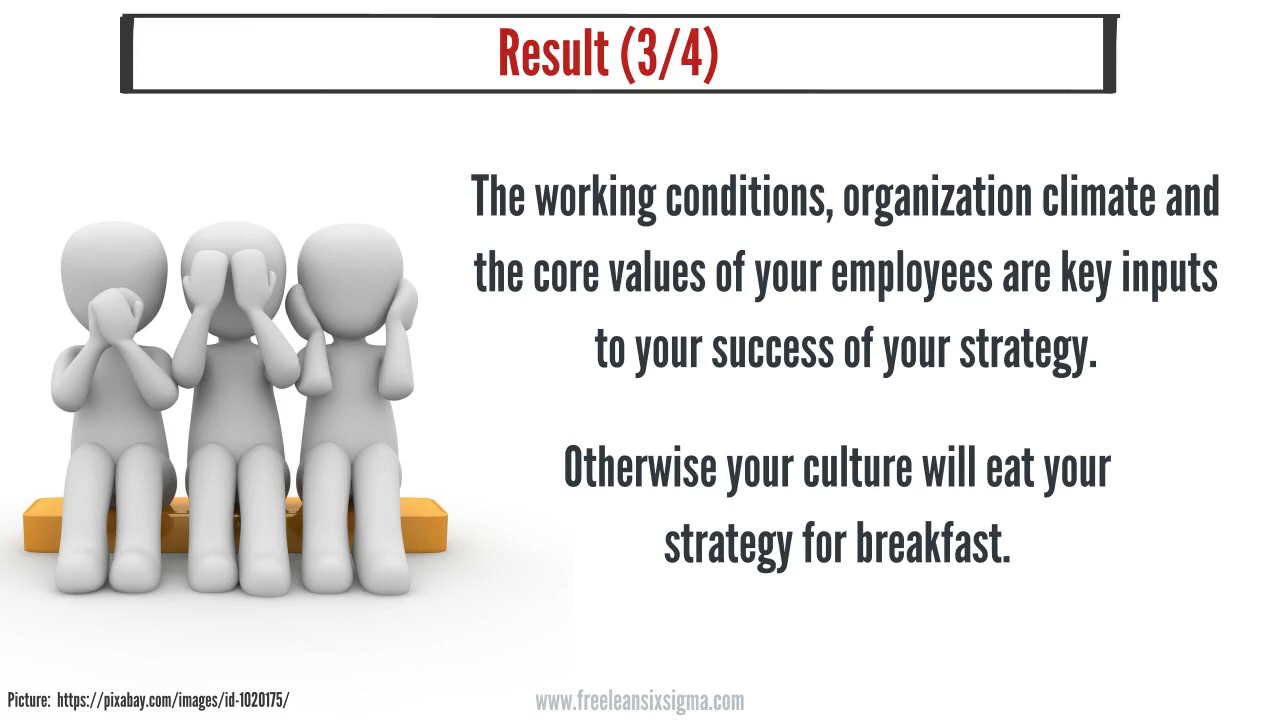 Result (3/4)
The working conditions, organization climate and
the core values of your employees are key inputs
to your success of your strategy.
Otherwise your culture will eat your
strategy for breakfast.
Picture: https://pixabay.com/images/id-1020175/
www.freeleansixsigma.com